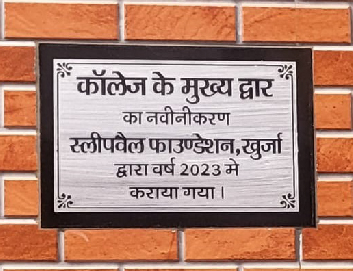 कॉलेज के मुख्य द्वार
का नवीनीकरण
स्लीपवैल फाउण्डेशन, खुर्जा
द्वारा वर्ष 2023 मे
कराया गया।